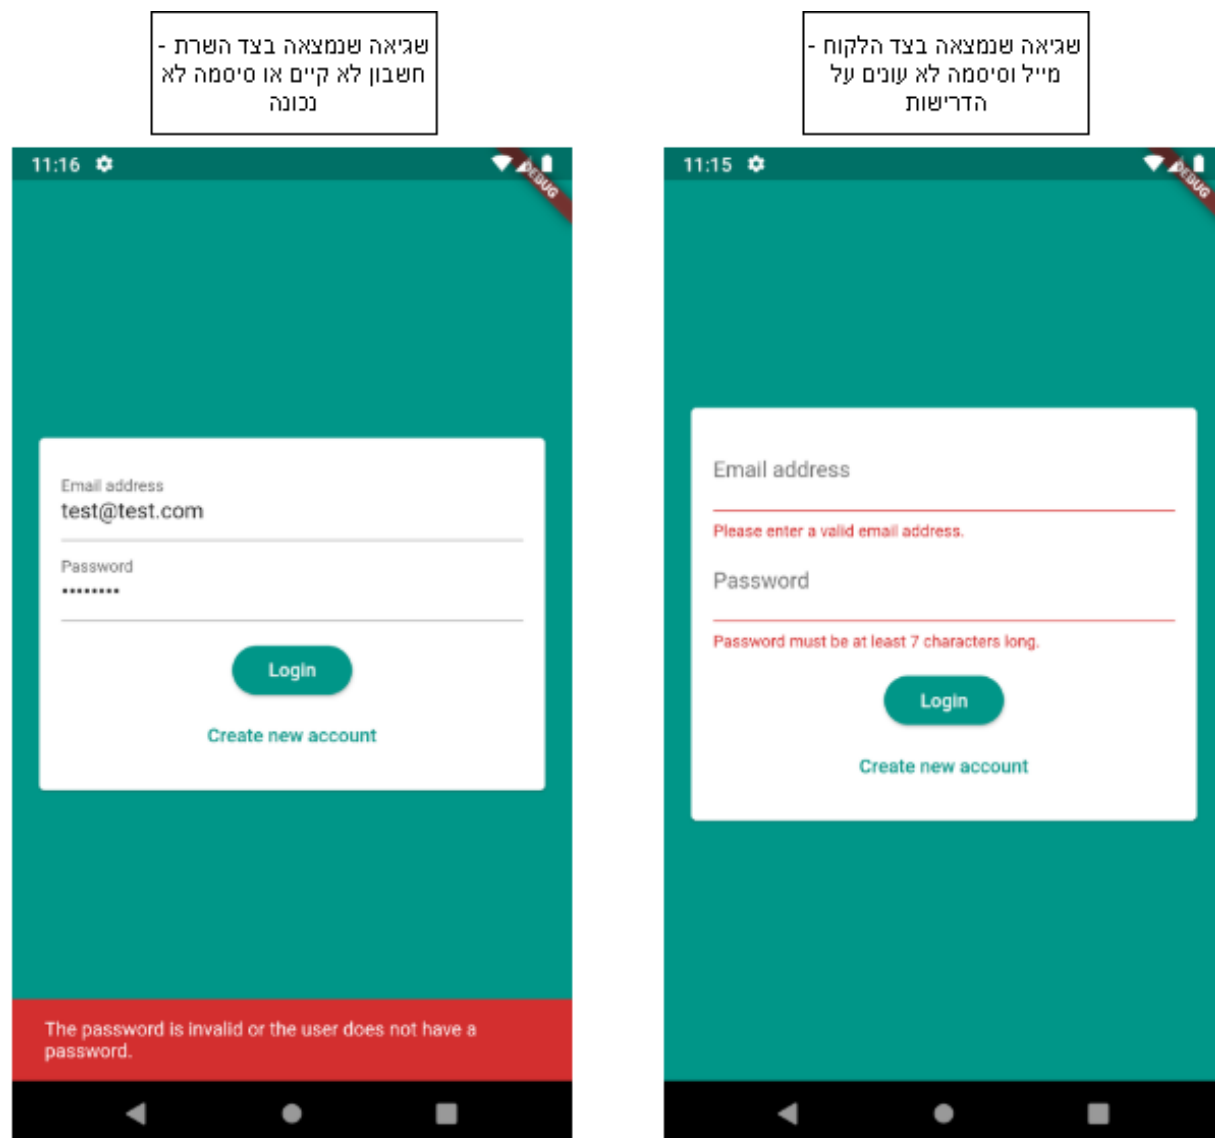 שגיאה שנמצאה בצד השרת -
חשבון לא קיים או סיסמה לא
נכונה
11:16
DEBUG
Email address
test@test.com
Password
••••••••
Login
Create new account
The password is invalid or the user does not have a
password.
שגיאה שנמצאה בצד הלקוח -
מייל וסיסמה לא עונים על
הדרישות
11:15
DEBUG
Email address
Please enter a valid email address.
Password
Password must be at least 7 characters long.
Login
Create new account